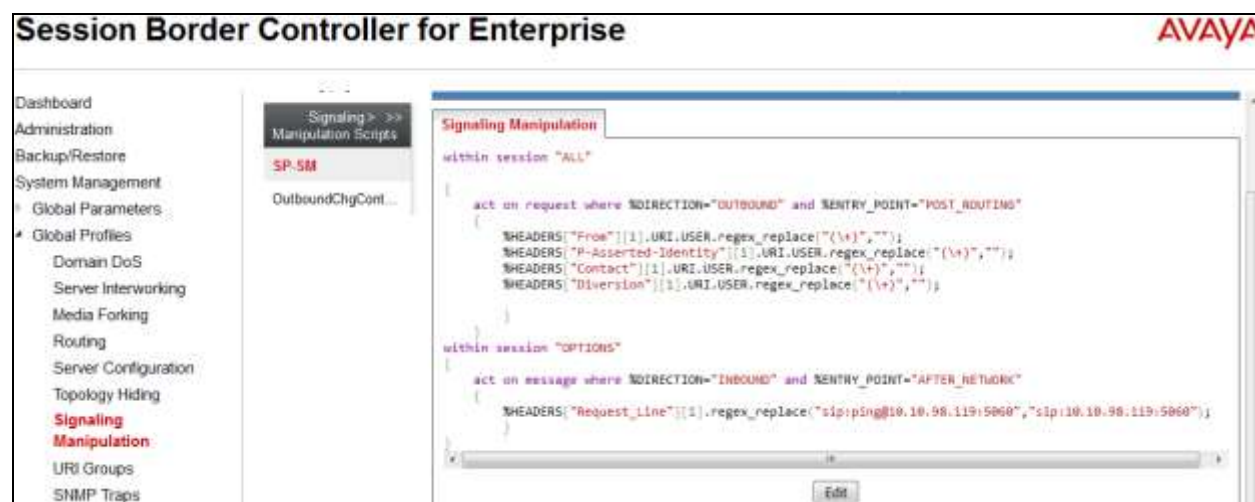 Session Border Controller for Enterprise
AVAYA
Dashboard
Administration
Backup/Restore
System Management
Global Parameters
Global Profiles
Domain DoS
Server Interworking
Media Forking
Routing
Server Configuration
Topology Hiding
Signaling
Manipulation
URI Groups
SNMP Traps
Signaling > >>
Manipulation Scripts
SP-SM
OutboundChgCont...
Signaling Manipulation
within session "ALL"
{
act on request where %DIRECTION="OUTBOUND" and %ENTRY_POINT="POST_ROUTING"
{
%HEADERS["From"][1].URI.USER.regex_replace("(\+)","");
%HEADERS["P-Asserted-Identity"][1].URI.USER.regex_replace("(\+)","");
%HEADERS["Contact"][1].URI.USER.regex_replace("(\+)","");
%HEADERS["Diversion"][1].URI.USER.regex_replace("(\+)","");
}
}
within session "OPTIONS"
{
act on message where %DIRECTION="INBOUND" and %ENTRY_POINT="AFTER_NETWORK"
{
%HEADERS["Request_Line"][1].regex_replace("sip:ping@10.10.98.119:5060","sip:10.10.98.119:5060");
}
}
Edit